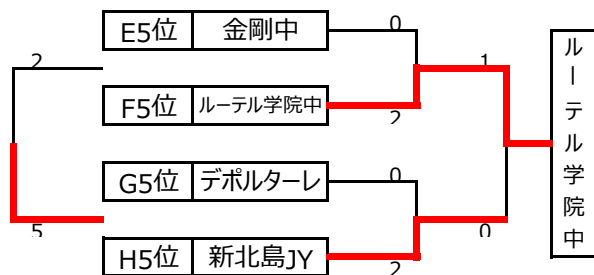 E5位 金剛中 0
2 1
F5位 ルーテル学院中 2
G5位 デポルターレ 0
5 0
H5位 新北島JY 2
ルーテル学院中